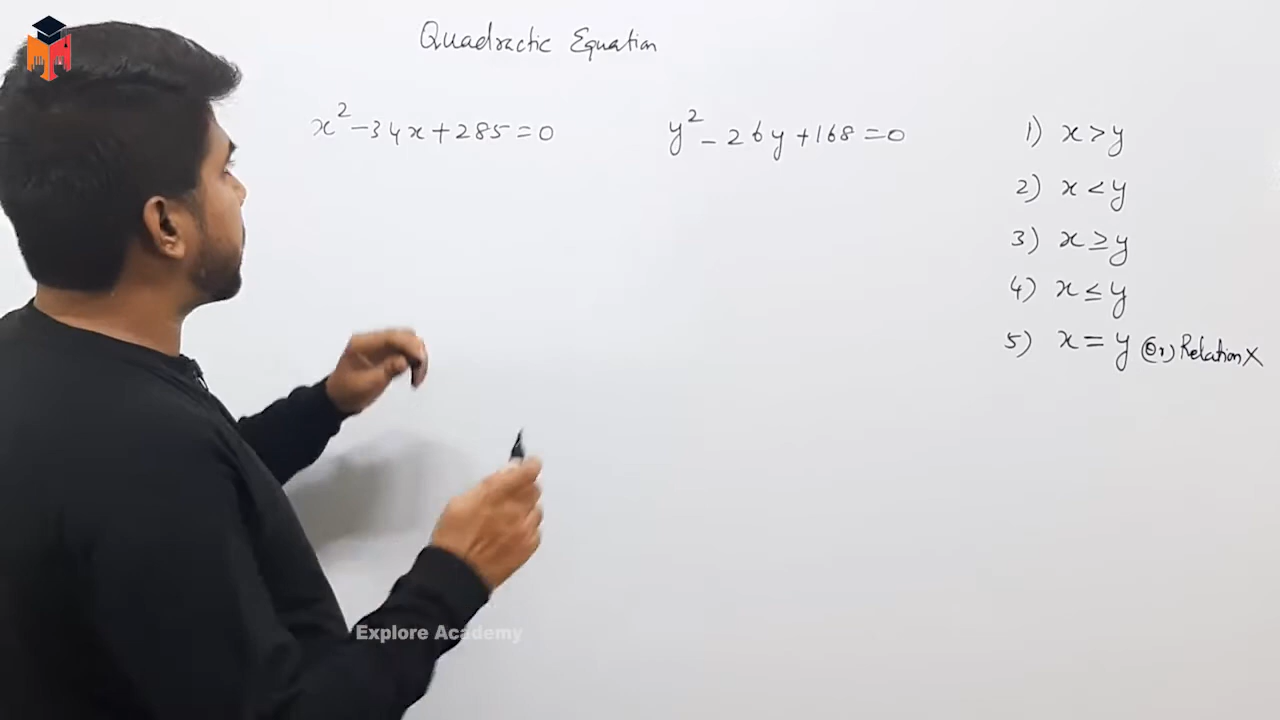 Quadractic Equation
x² - 34x + 285 = 0
y² - 26y + 168 = 0
1) x > y
2) x < y
3) x ≥ y
4) x ≤ y
5) x = y (Or) Relation X
Explore Academy